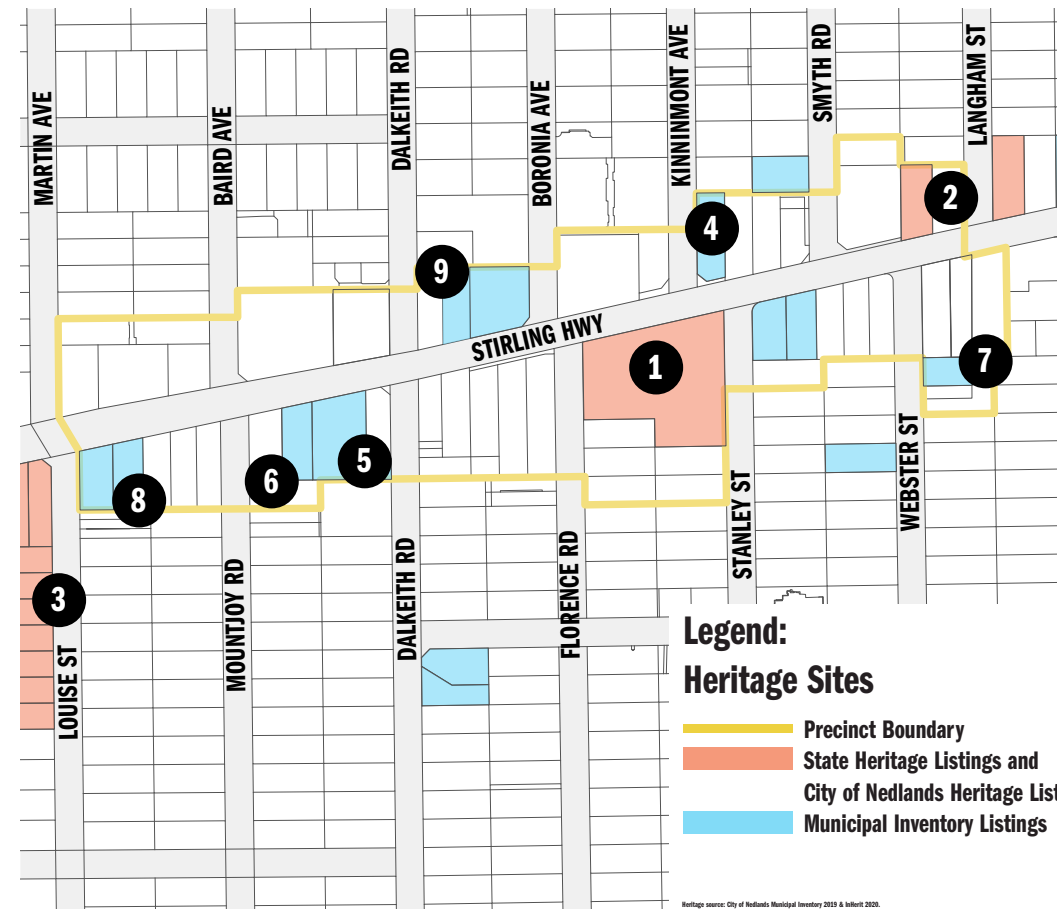 MARTIN AVE
BAIRD AVE
DALKEITH RD
BORONIA AVE
KINNINMONT AVE
SMYTH RD
LANGHAM ST
2
4
9
STIRLING HWY
1
7
5
6
8
3
LOUISE ST
MOUNTJOY RD
DALKEITH RD
FLORENCE RD
STANLEY ST
WEBSTER ST
Legend:
Heritage Sites
Precinct Boundary
State Heritage Listings and
City of Nedlands Heritage List
Municipal Inventory Listings
Heritage source: City of Nedlands Municipal Inventory 2019 & InHerit 2020.